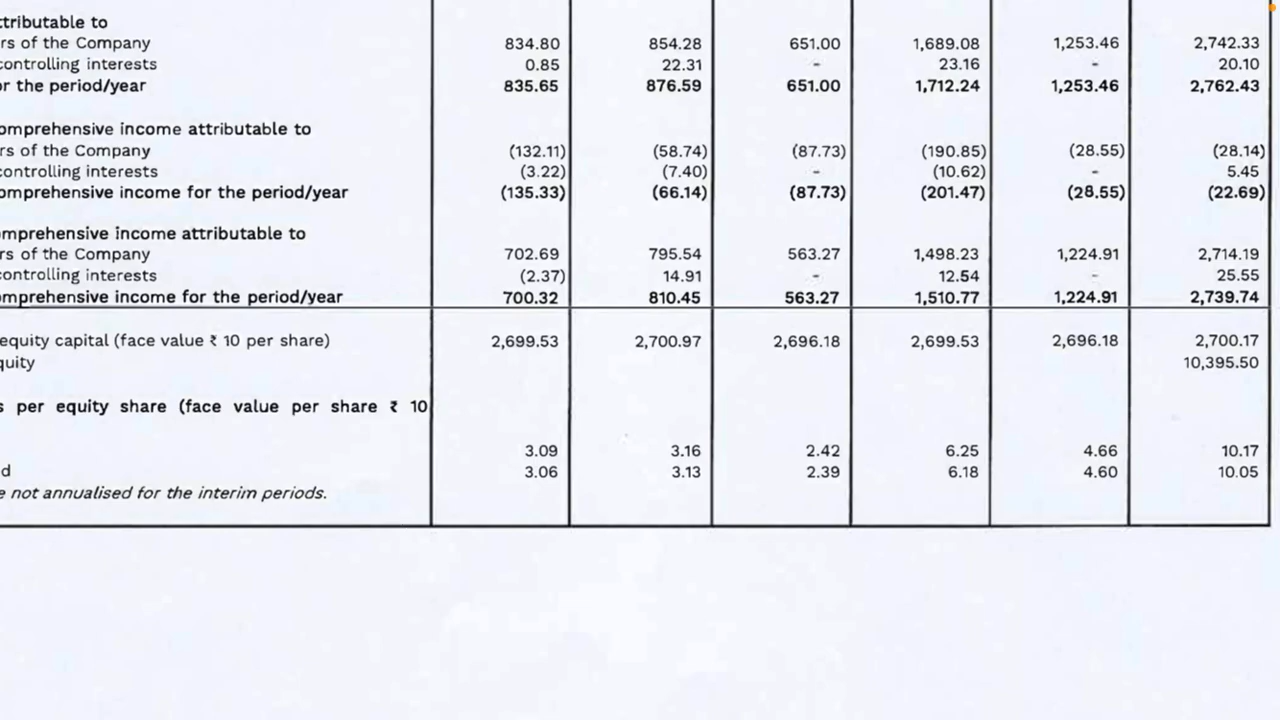 ttributable to
rs of the Company 834.80 854.28 651.00 1,689.08 1,253.46 2,742.33
controlling interests 0.85 22.31 - 23.16 - 20.10
or the period/year 835.65 876.59 651.00 1,712.24 1,253.46 2,762.43
omprehensive income attributable to
rs of the Company (132.11) (58.74) (87.73) (190.85) (28.55) (28.14)
controlling interests (3.22) (7.40) - (10.62) - 5.45
omprehensive income for the period/year (135.33) (66.14) (87.73) (201.47) (28.55) (22.69)
mprehensive income attributable to
rs of the Company 702.69 795.54 563.27 1,498.23 1,224.91 2,714.19
controlling interests (2.37) 14.91 - 12.54 - 25.55
omprehensive income for the period/year 700.32 810.45 563.27 1,510.77 1,224.91 2,739.74
equity capital (face value ₹ 10 per share) 2,699.53 2,700.97 2,696.18 2,699.53 2,696.18 2,700.17
quity 10,395.50
s per equity share (face value per share ₹ 10
3.09 3.16 2.42 6.25 4.66 10.17
d 3.06 3.13 2.39 6.18 4.60 10.05
e not annualised for the interim periods.